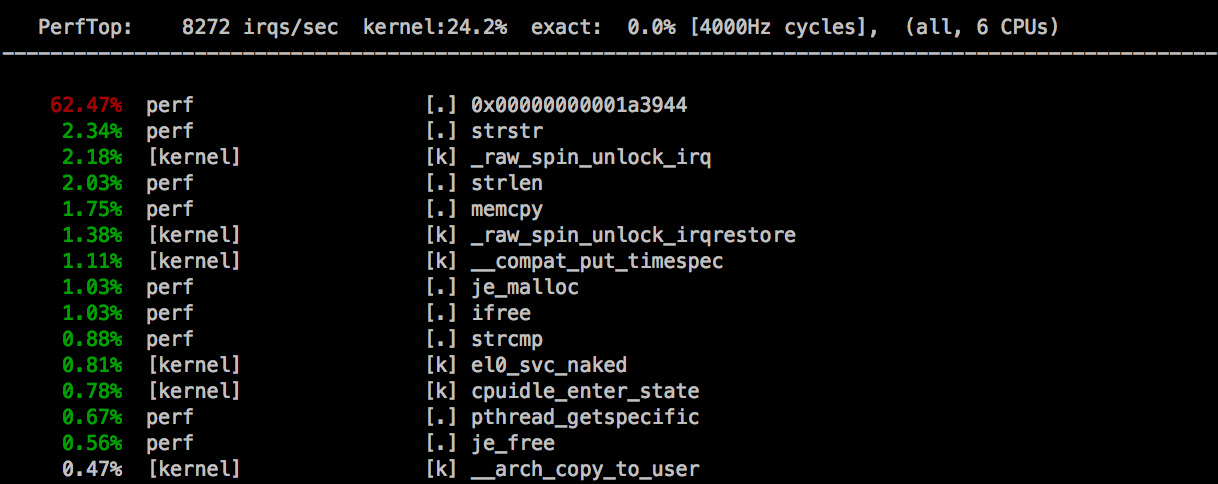 PerfTop: 8272 irqs/sec kernel:24.2% exact: 0.0% [4000Hz cycles], (all, 6 CPUs)
--------------------------------------------------------------------------------
62.47% perf [.] 0x00000000001a3944
2.34% perf [.] strstr
2.18% [kernel] [k] _raw_spin_unlock_irq
2.03% perf [.] strlen
1.75% perf [.] memcpy
1.38% [kernel] [k] _raw_spin_unlock_irqrestore
1.11% [kernel] [k] __compat_put_timespec
1.03% perf [.] je_malloc
1.03% perf [.] ifree
0.88% perf [.] strcmp
0.81% [kernel] [k] el0_svc_naked
0.78% [kernel] [k] cpuidle_enter_state
0.67% perf [.] pthread_getspecific
0.56% perf [.] je_free
0.47% [kernel] [k] __arch_copy_to_user